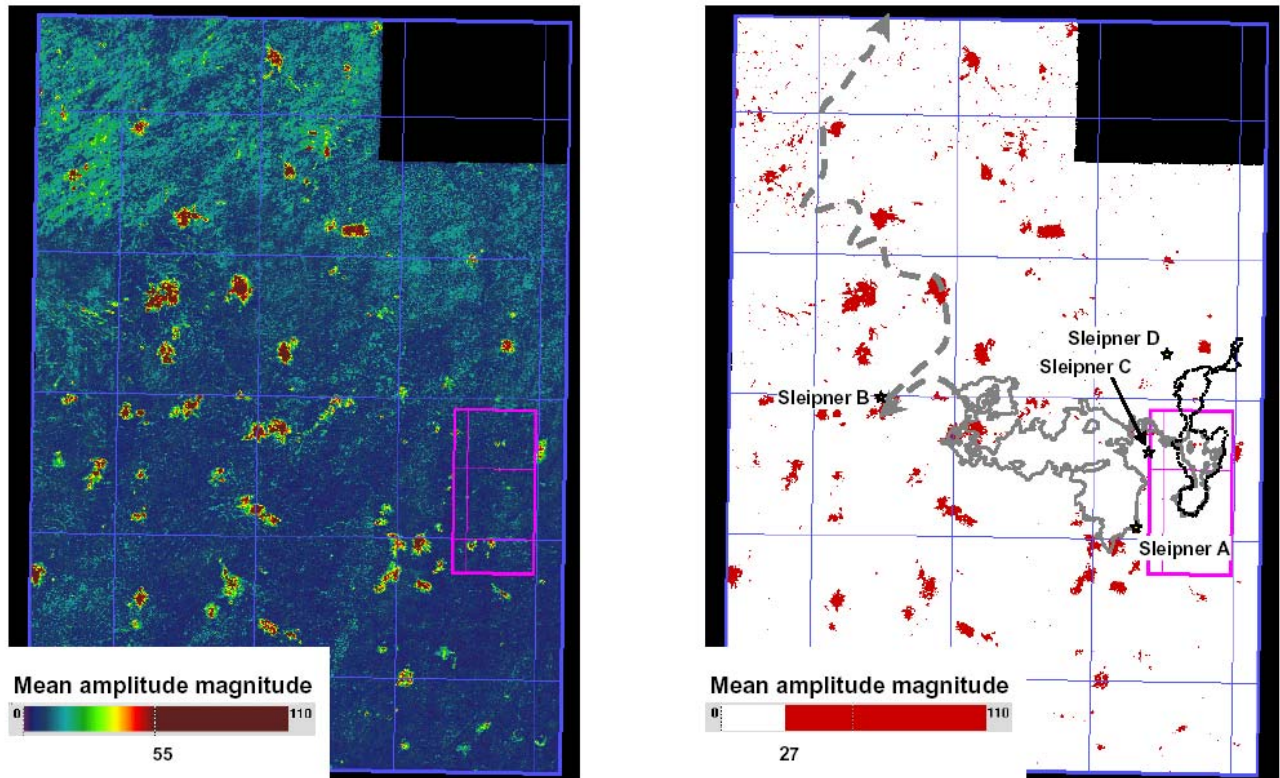 Mean amplitude magnitude
0 110
55
Sleipner D
Sleipner C
Sleipner B
Sleipner A
Mean amplitude magnitude
0 110
27